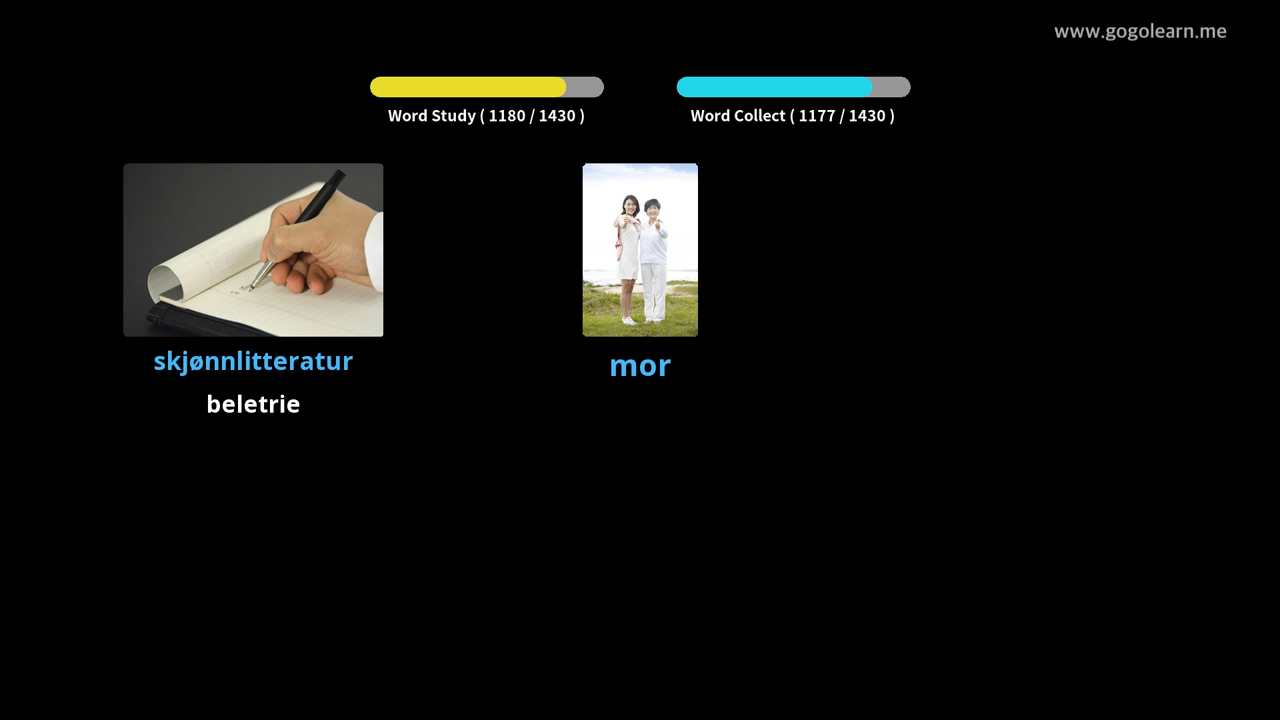 www.gogolearn.me
Word Study ( 1180 / 1430 )
Word Collect ( 1177 / 1430 )
skjønnlitteratur
mor
beletrie